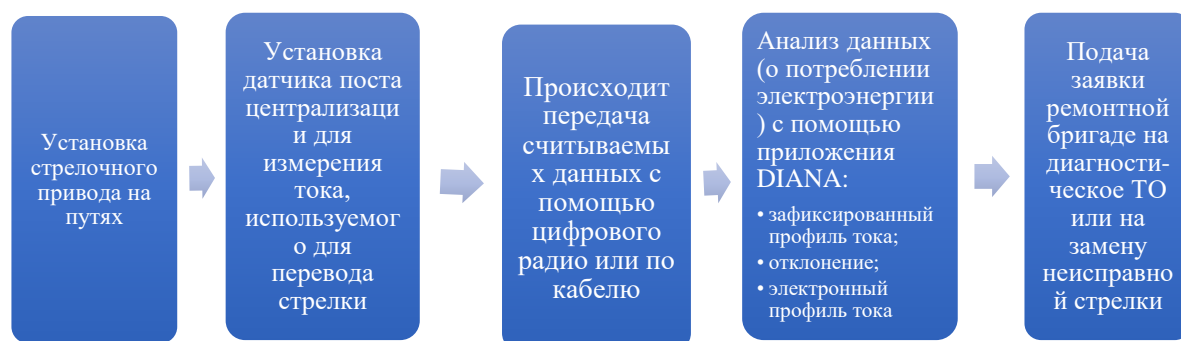 Установка
стрелочного
привода на
путях
Установка
датчика поста
централизаци
и для
измерения
тока,
используемог
о для
перевода
стрелки
Происходит
передача
считываемы
х данных с
помощью
цифрового
радио или по
кабелю
Анализ данных
(о потреблении
электроэнергии
) с помощью
приложения
DIANA:
• зафиксированный
профиль тока;
• отклонение;
• электронный
профиль тока
Подача
заявки
ремонтной
бригаде на
диагности-
ческое ТО
или на
замену
неисправно
й стрелки